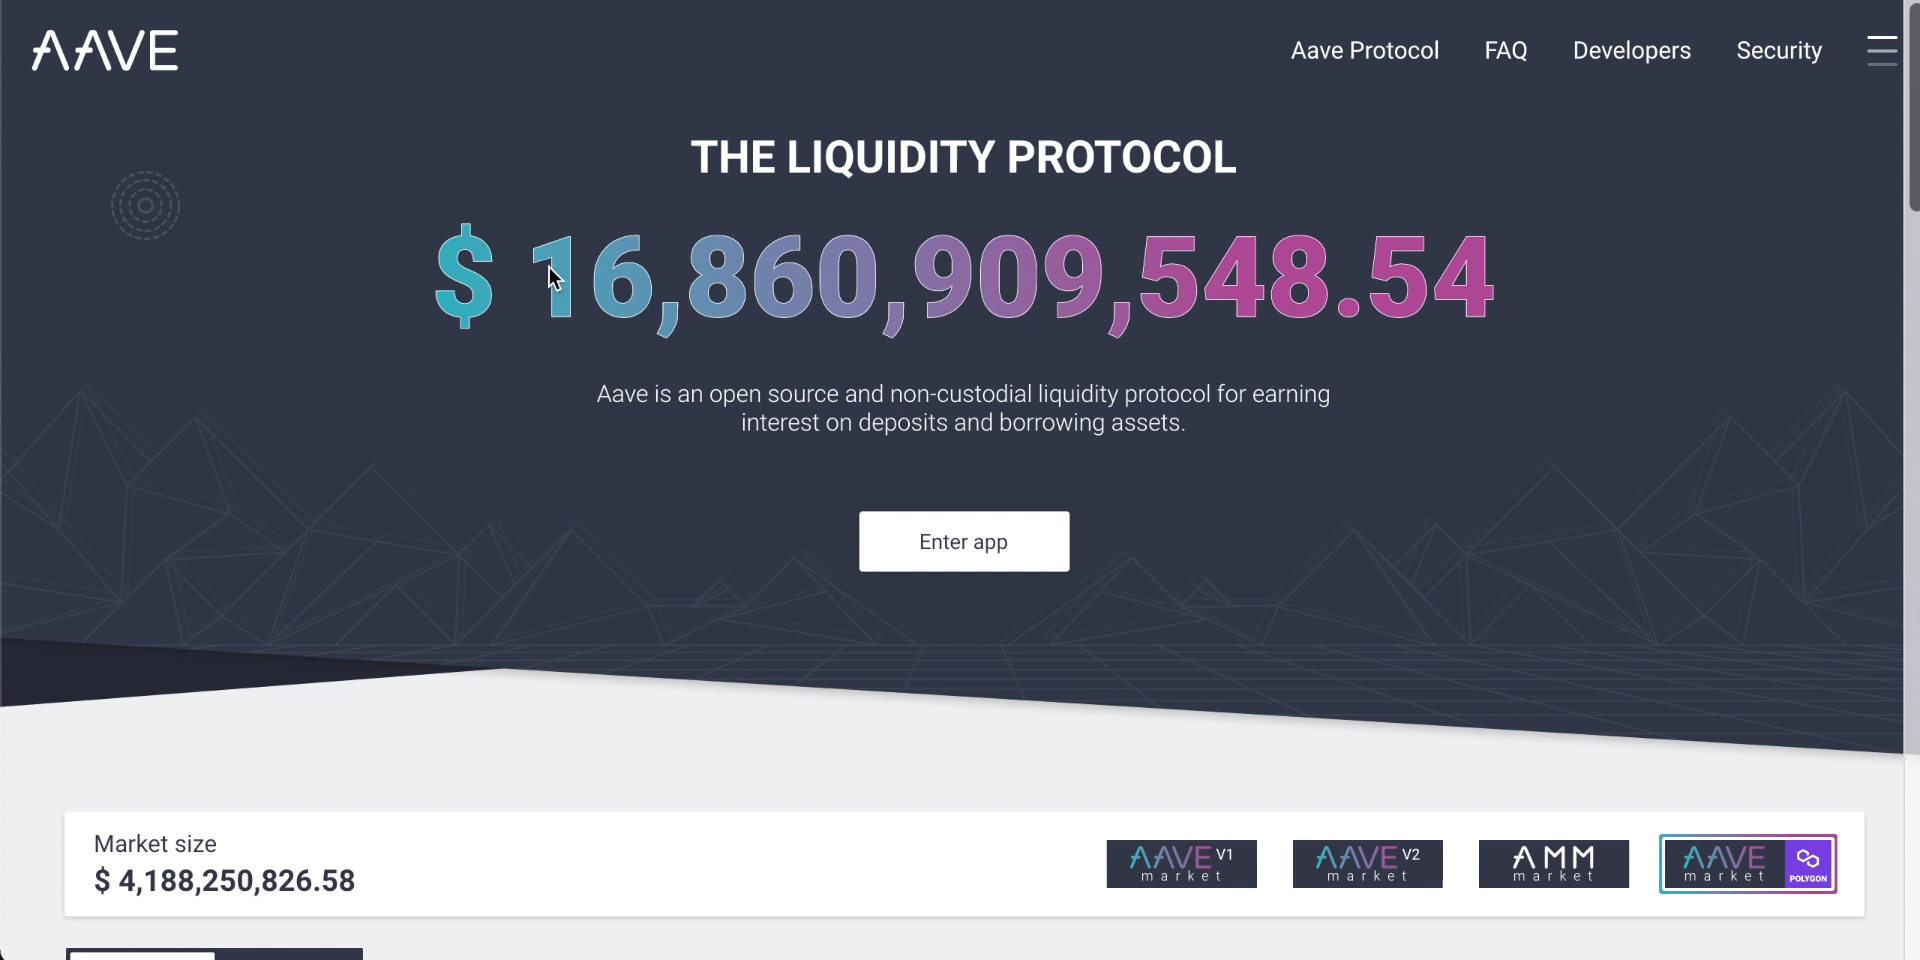 AAVE
Aave Protocol
FAQ
Developers
Security
THE LIQUIDITY PROTOCOL
$ 16,860,909,548.54
Aave is an open source and non-custodial liquidity protocol for earning
interest on deposits and borrowing assets.
Enter app
Market size
$ 4,188,250,826.58
AAVE V1
market
AAVE V2
market
AMM
market
AAVE
market
POLYGON